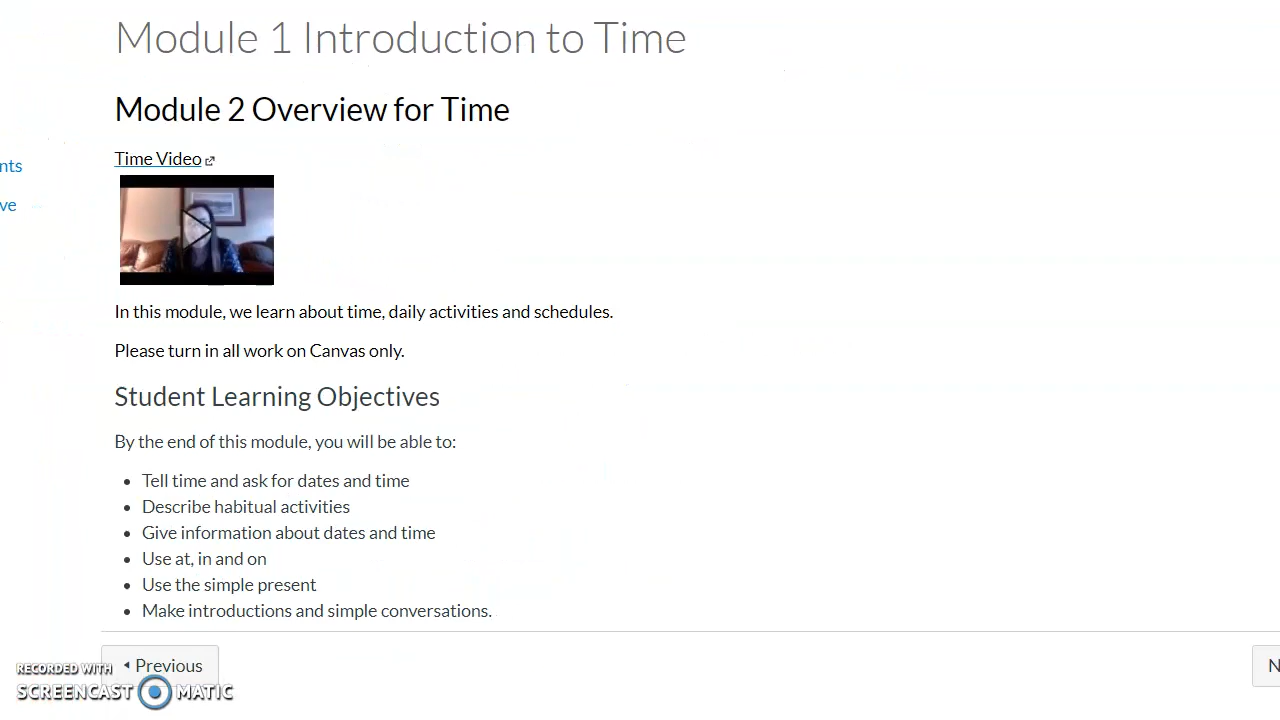 Module 1 Introduction to Time
Module 2 Overview for Time
nts
Time Video
ve
In this module, we learn about time, daily activities and schedules.
Please turn in all work on Canvas only.
Student Learning Objectives
By the end of this module, you will be able to:
• Tell time and ask for dates and time
• Describe habitual activities
• Give information about dates and time
• Use at, in and on
• Use the simple present
• Make introductions and simple conversations.
Previous
N
RECORDED WITH
SCREENCAST MATIC